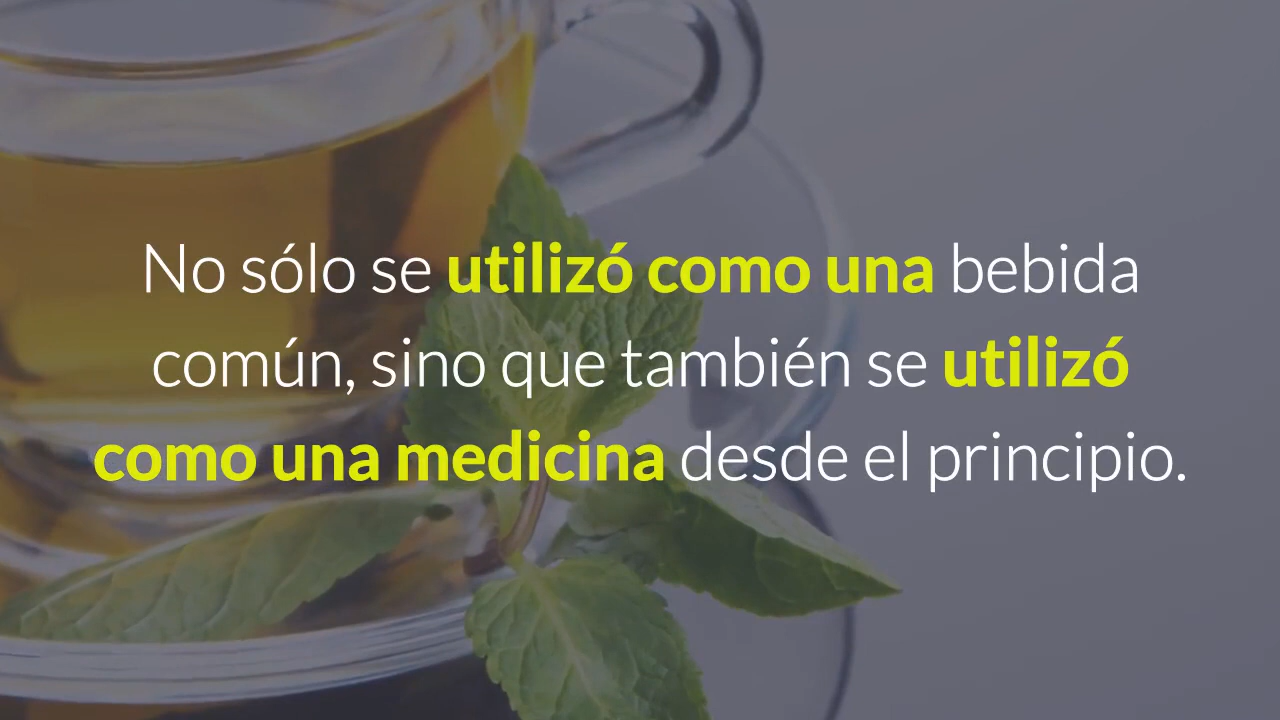 No sólo se utilizó como una bebida
común, sino que también se utilizó
como una medicina desde el principio.